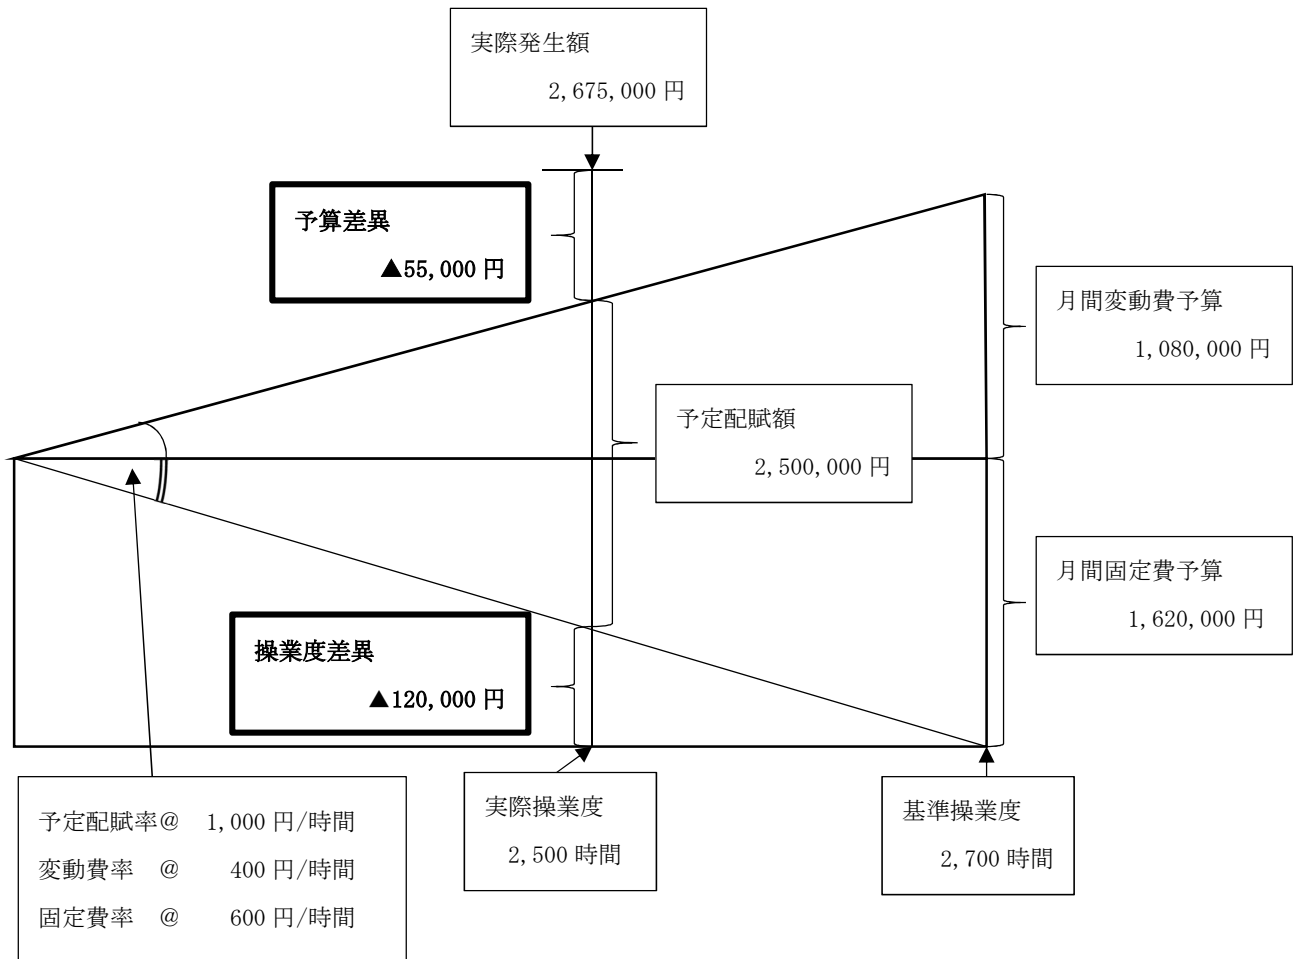 実際発生額
2,675,000 円
予算差異
▲55,000 円
月間変動費予算
1,080,000 円
予定配賦額
2,500,000 円
月間固定費予算
1,620,000 円
操業度差異
▲120,000 円
予定配賦率@ 1,000 円/時間
変動費率 @ 400 円/時間
固定費率 @ 600 円/時間
実際操業度
2,500 時間
基準操業度
2,700 時間